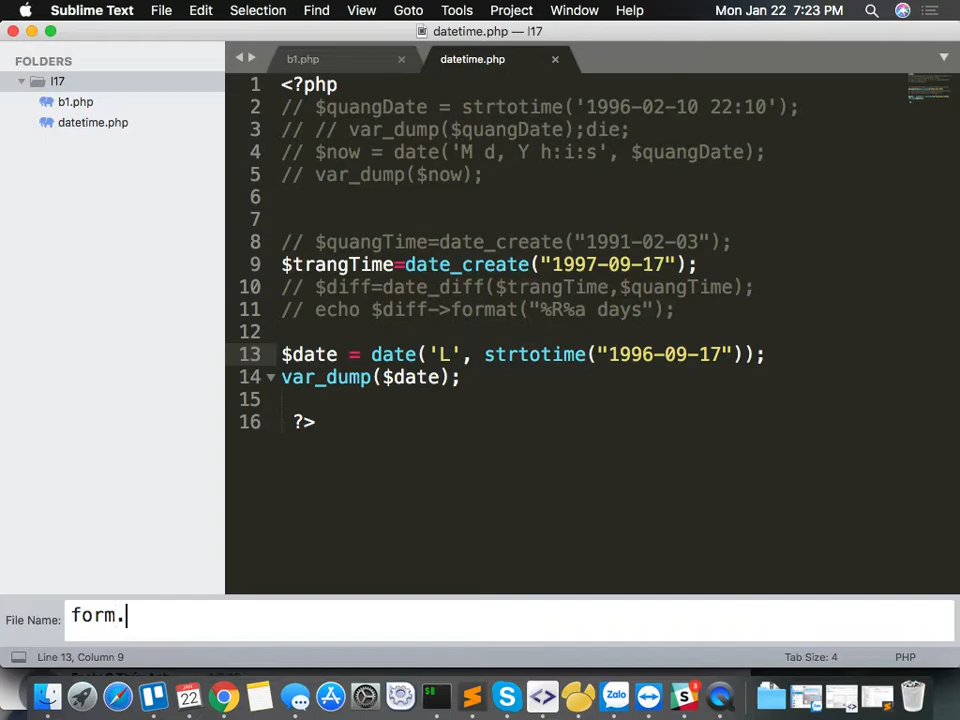 Sublime Text File Edit Selection Find View Goto Tools Project Window Help Mon Jan 22 7:23 PM
datetime.php — l17
FOLDERS
l17
b1.php
datetime.php
b1.php datetime.php
1 <?php
2 // $quangDate = strtotime('1996-02-10 22:10');
3 // // var_dump($quangDate);die;
4 // $now = date('M d, Y h:i:s', $quangDate);
5 // var_dump($now);
6
7
8 // $quangTime=date_create("1991-02-03");
9 $trangTime=date_create("1997-09-17");
10 // $diff=date_diff($trangTime,$quangTime);
11 // echo $diff->format("%R%a days");
12
13 $date = date('L', strtotime("1996-09-17"));
14 var_dump($date);
15
16 ?>
File Name: form.
Line 13, Column 9 Tab Size: 4 PHP
22
Zalo
3